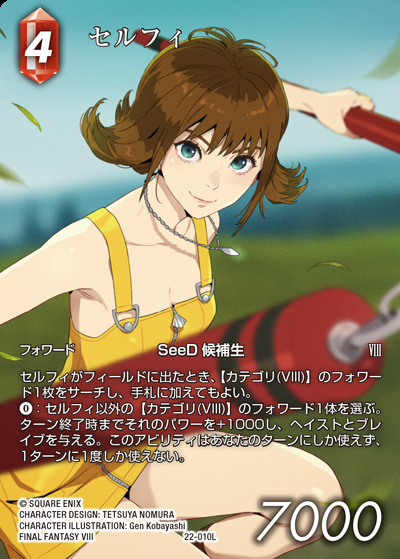 4
セルフィ
フォワード SeeD 候補生 VIII
セルフィがフィールドに出たとき、【カテゴリ(VIII)】のフォワー
ド1枚をサーチし、手札に加えてもよい。
0:セルフィ以外の【カテゴリ(VIII)】のフォワード1体を選ぶ。
ターン終了時までそれのパワーを+1000し、ヘイストとブレ
イブを与える。このアビリティはあなたのターンにしか使えず、
1ターンに1度しか使えない。
© SQUARE ENIX
CHARACTER DESIGN: TETSUYA NOMURA
CHARACTER ILLUSTRATION: Gen Kobayashi
FINAL FANTASY VIII 22-010L
7000